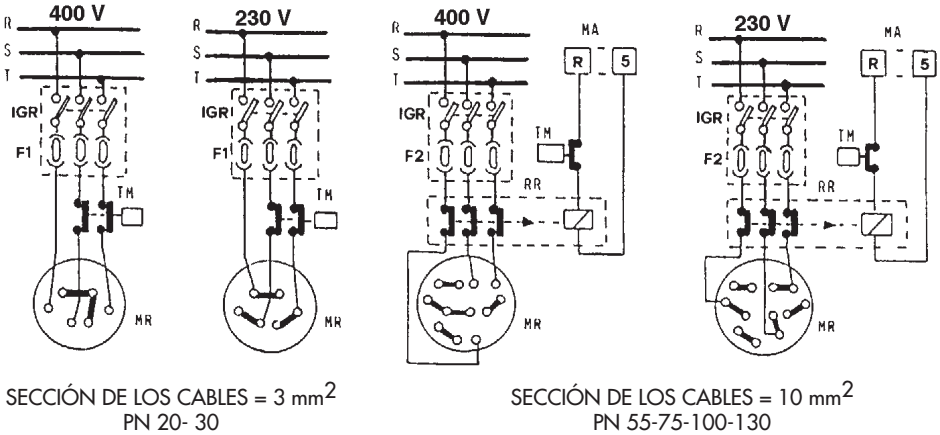 400 V
R
S
T
IGR
F1
TM
MR
230 V
R
S
T
IGR
F1
TM
MR
400 V
R
S
T
IGR
F2
MA
R
5
TM
RR
MR
230 V
R
S
T
IGR
F2
MA
R
5
TM
RR
MR
SECCIÓN DE LOS CABLES = 3 mm²
PN 20- 30
SECCIÓN DE LOS CABLES = 10 mm²
PN 55-75-100-130